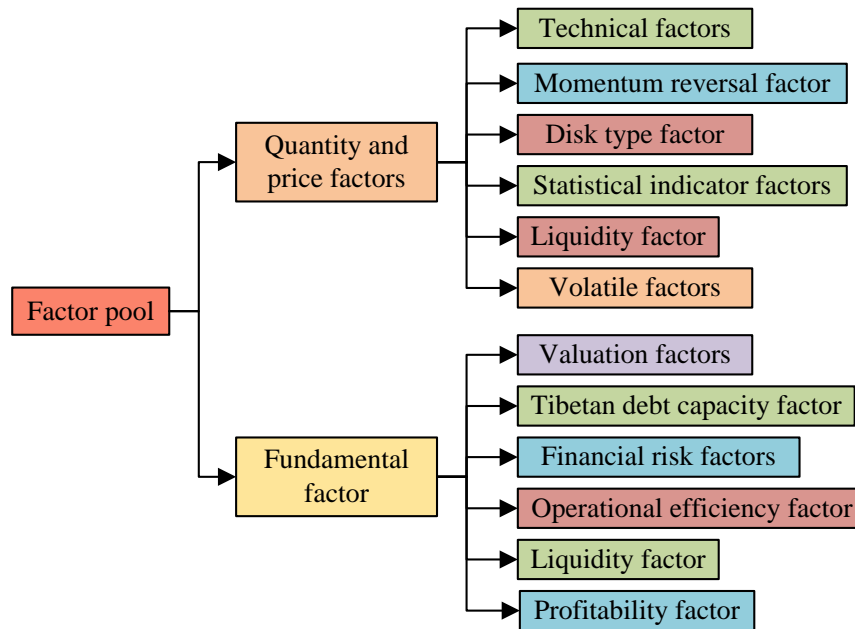 Factor pool
Quantity and
price factors
Technical factors
Momentum reversal factor
Disk type factor
Statistical indicator factors
Liquidity factor
Volatile factors
Fundamental
factor
Valuation factors
Tibetan debt capacity factor
Financial risk factors
Operational efficiency factor
Liquidity factor
Profitability factor